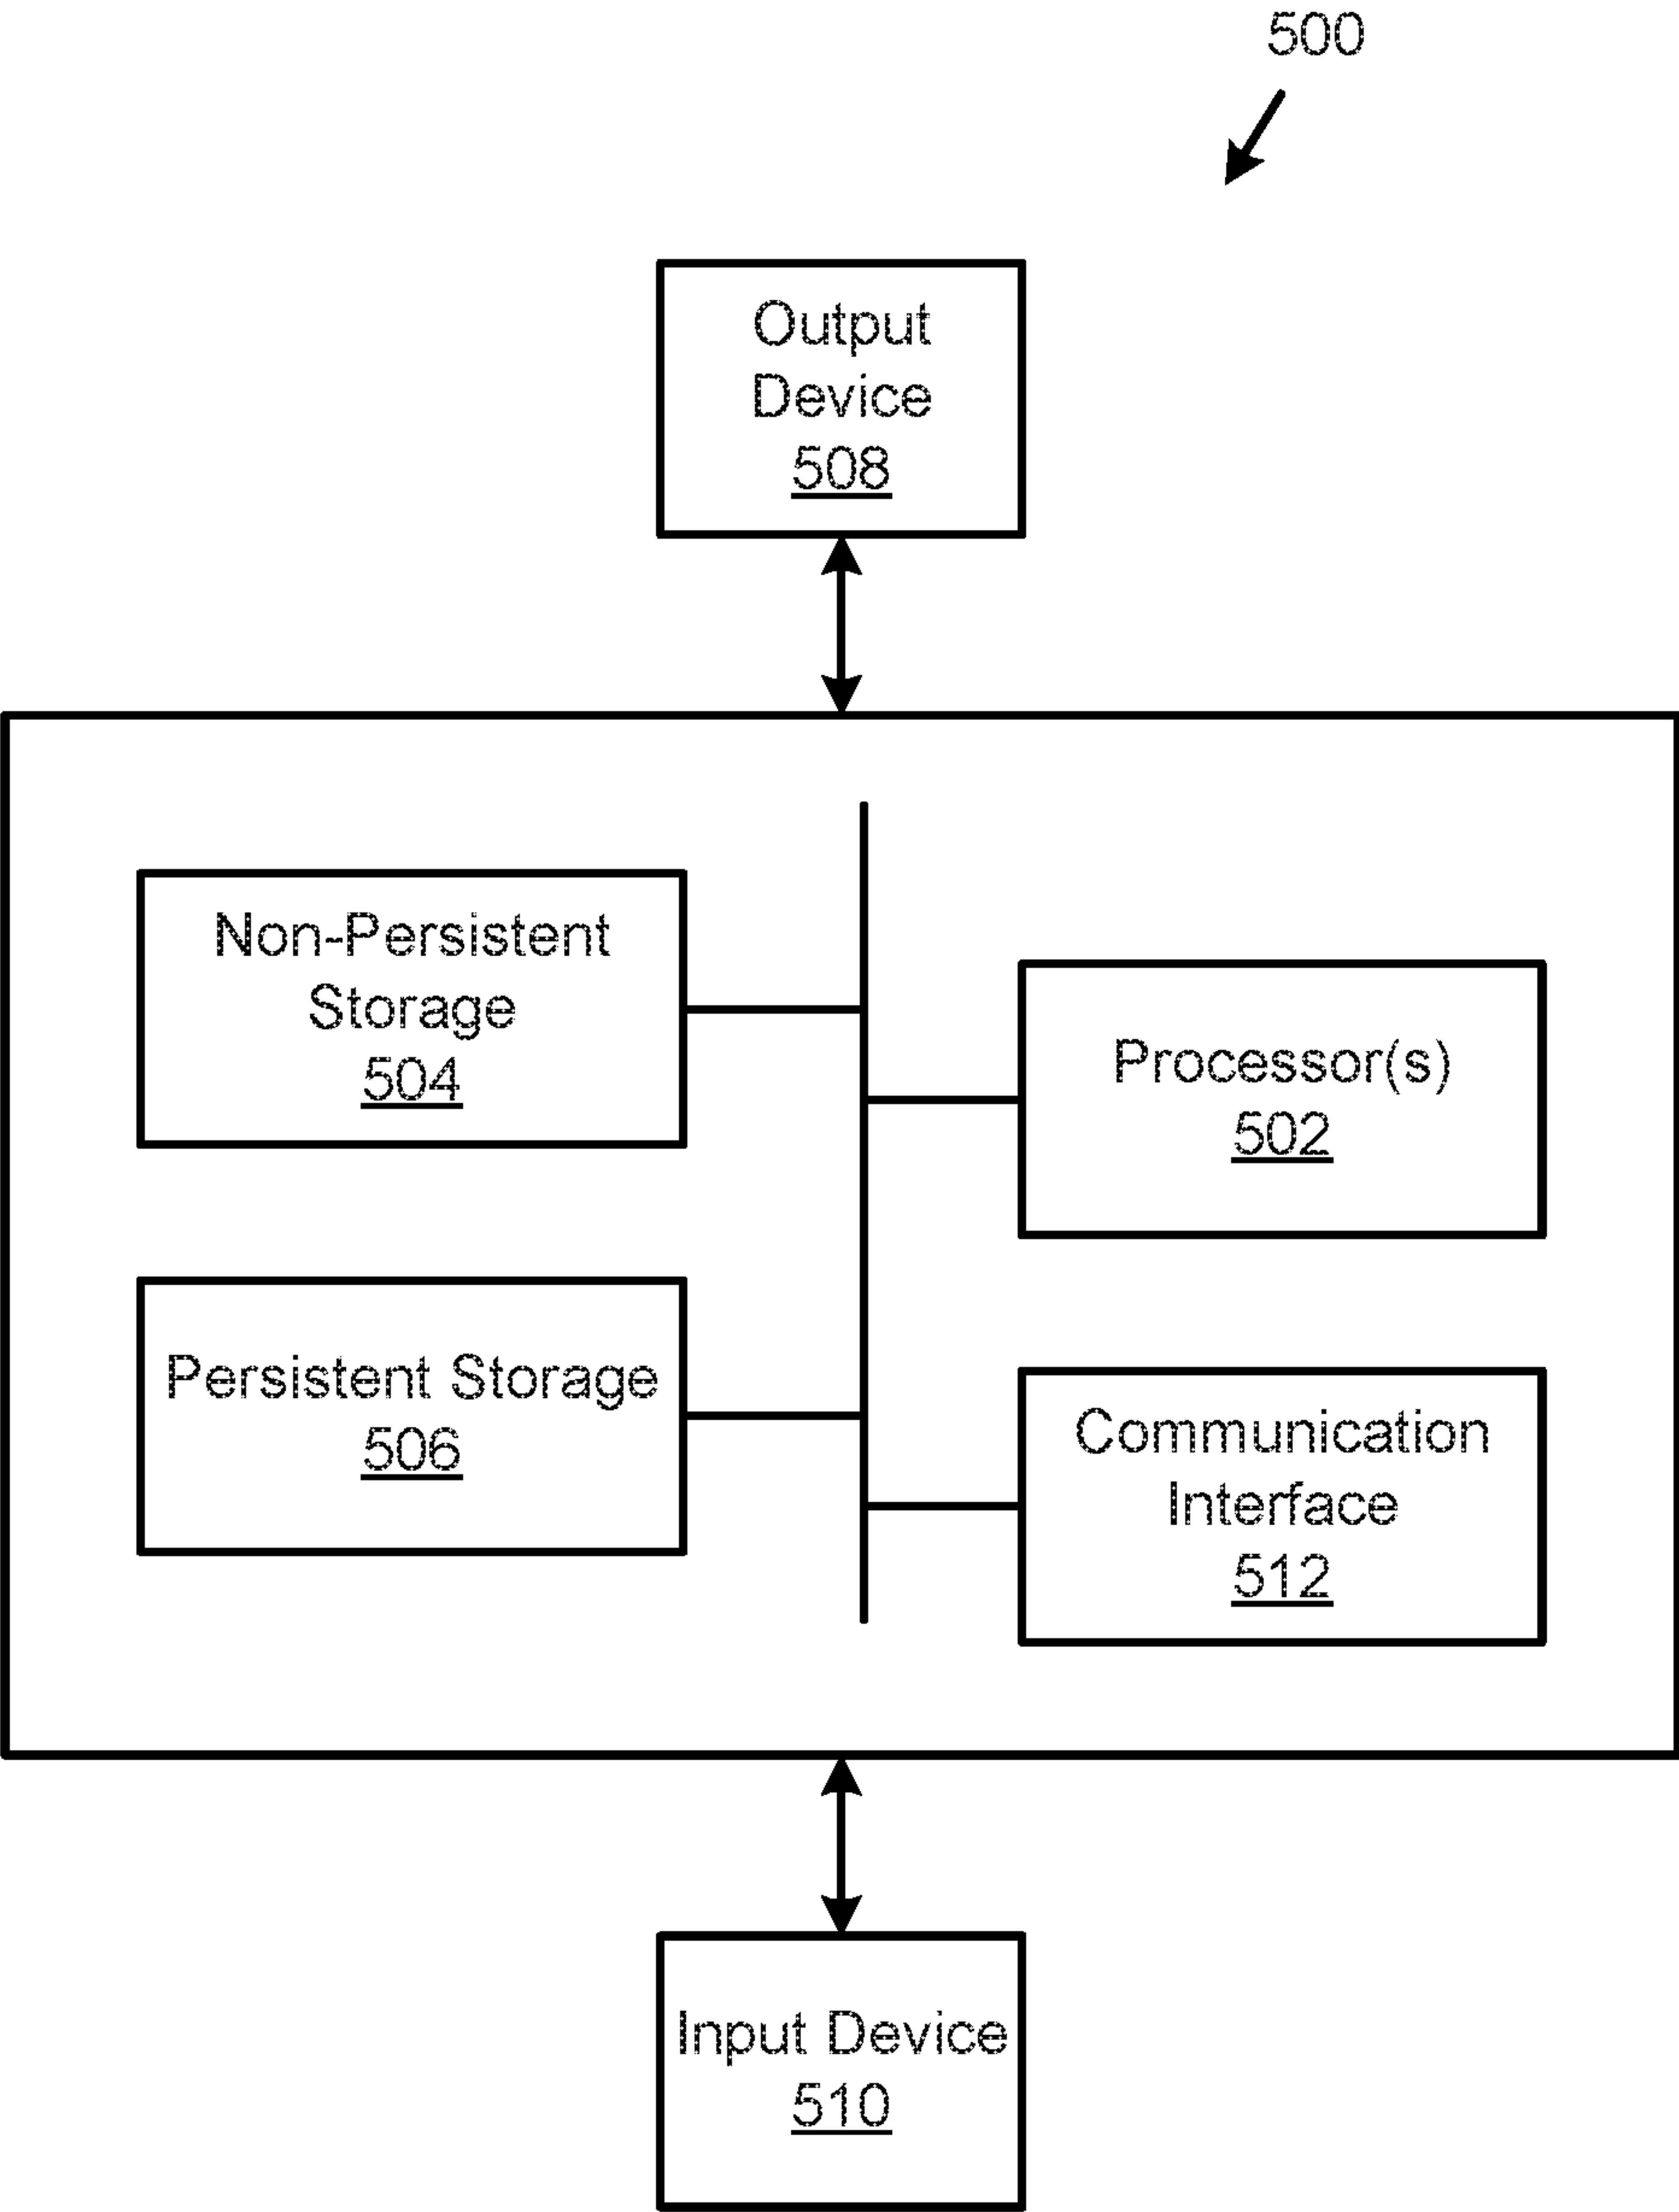 500
Output
Device
508
Non-Persistent
Storage
504
Processor(s)
502
Persistent Storage
506
Communication
Interface
512
Input Device
510